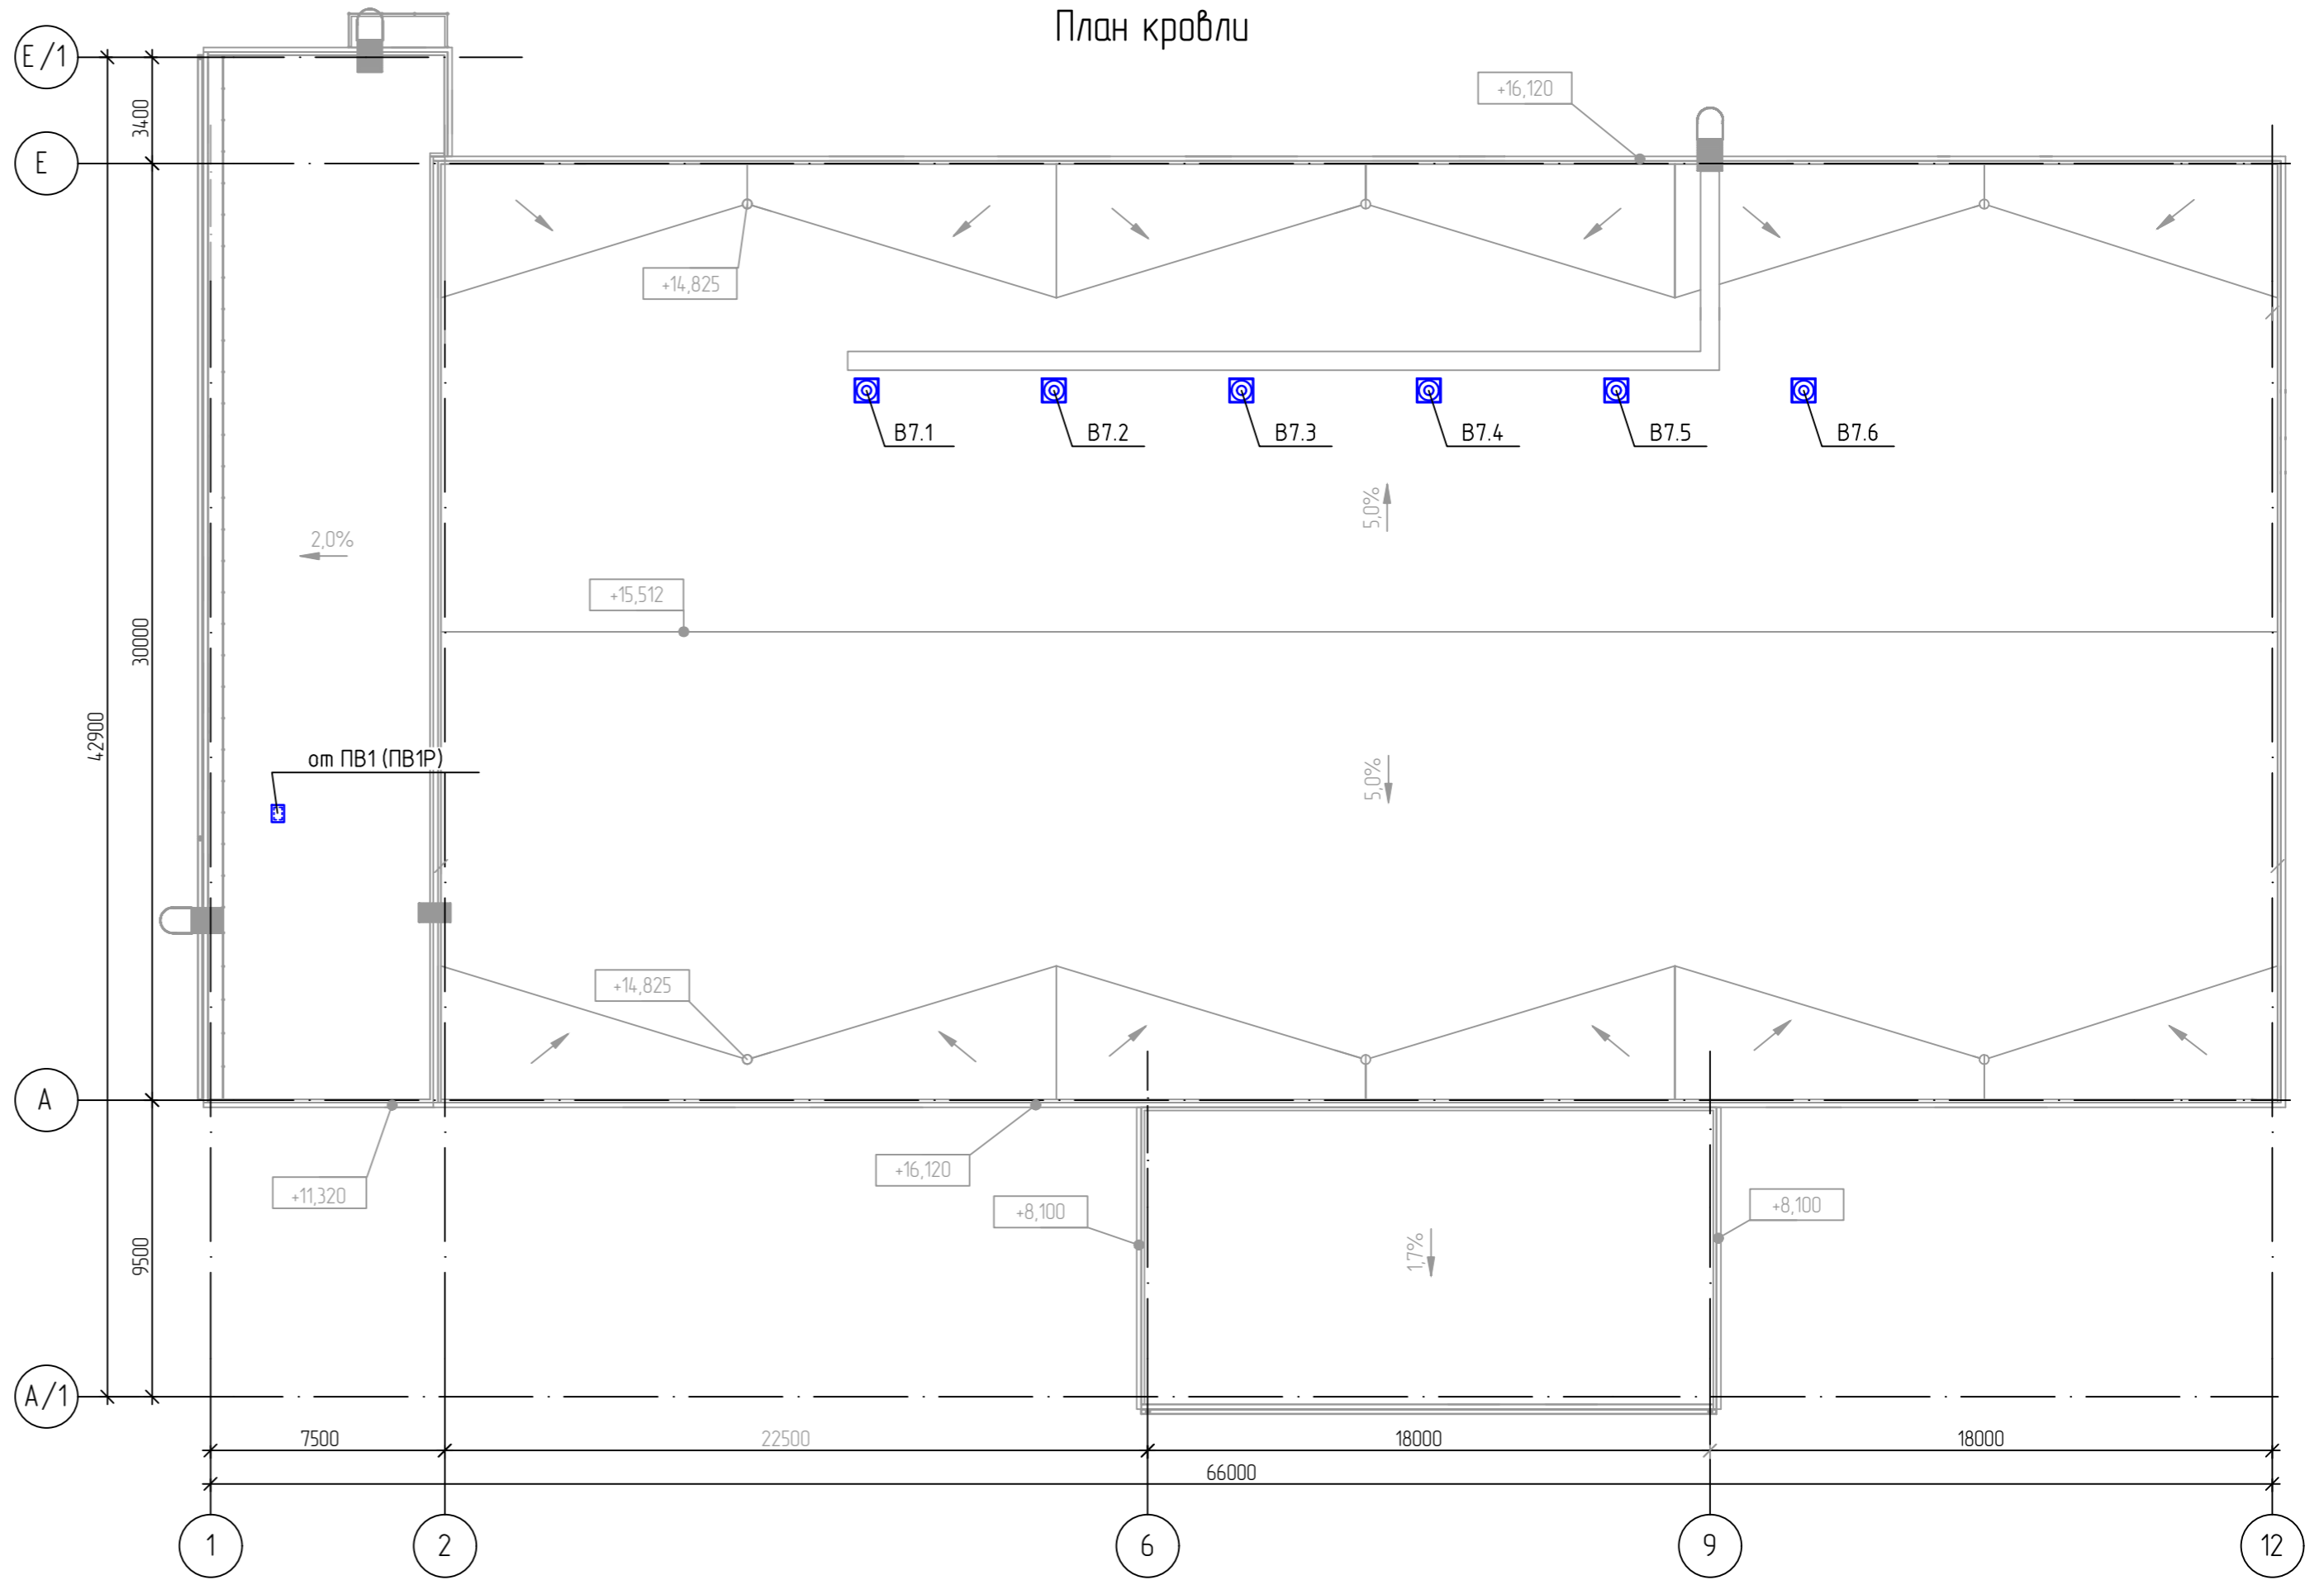 План кровли
Е/1
+16,120
3400
Е
+14,825
В7.1
В7.2
В7.3
В7.4
В7.5
В7.6
5,0%
2,0%
+15,512
30000
42900
от ПВ1 (ПВ1Р)
5,0%
+14,825
А
+16,120
+11,320
+8,100
+8,100
9500
1,7%
А/1
7500
22500
18000
18000
66000
1
2
6
9
12